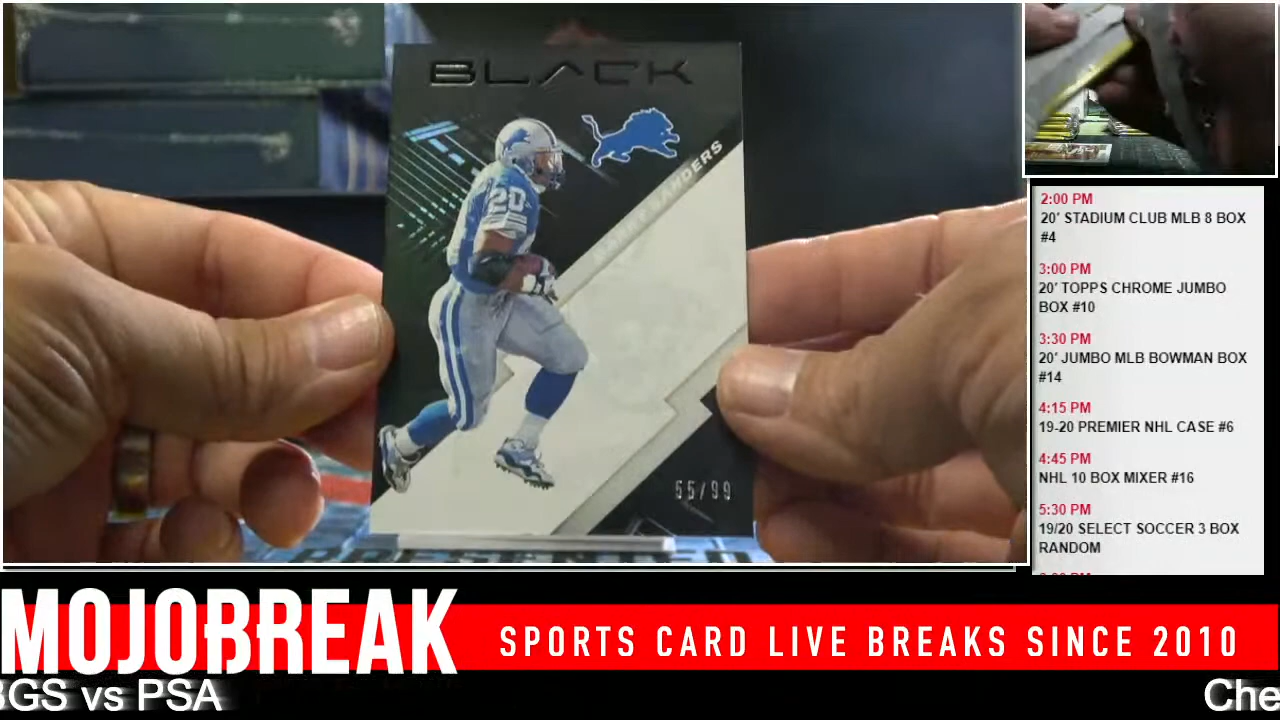 BLACK
20
SANDERS
55/99
2:00 PM
20' STADIUM CLUB MLB 8 BOX
#4
3:00 PM
20' TOPPS CHROME JUMBO
BOX #10
3:30 PM
20' JUMBO MLB BOWMAN BOX
#14
4:15 PM
19-20 PREMIER NHL CASE #6
4:45 PM
NHL 10 BOX MIXER #16
5:30 PM
19/20 SELECT SOCCER 3 BOX
RANDOM
MOJOBREAK
SPORTS CARD LIVE BREAKS SINCE 2010
BGS vs PSA
Che